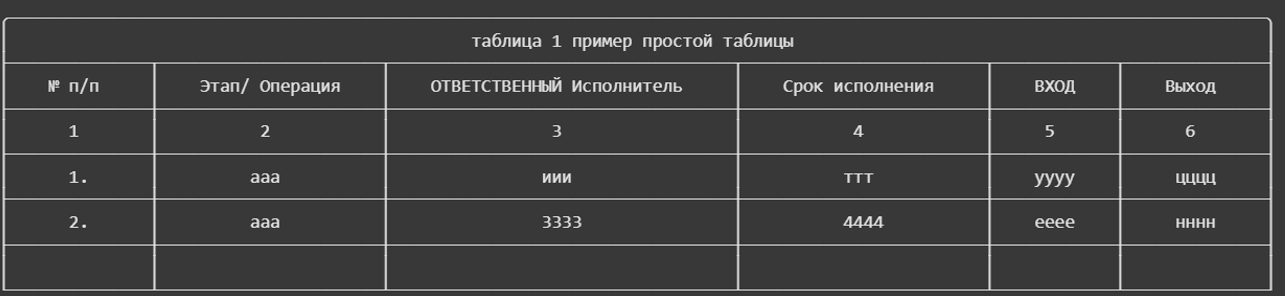 таблица 1 пример простой таблицы
№ п/п Этап/ Операция ОТВЕТСТВЕННЫЙ Исполнитель Срок исполнения ВХОД Выход
1 2 3 4 5 6
1. ааа иии ттт уууу цццц
2. ааа 3333 4444 ееее нннн